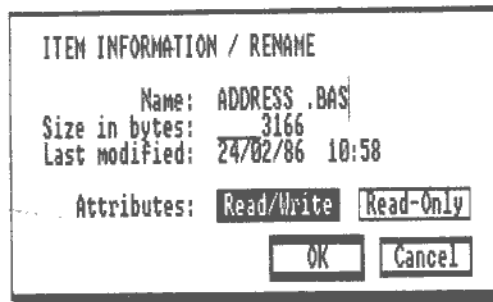 ITEM INFORMATION / RENAME
Name: ADDRESS .BAS
Size in bytes: ___3166
Last modified: 24/02/86 10:58
Attributes: Read/Write Read-Only
OK Cancel